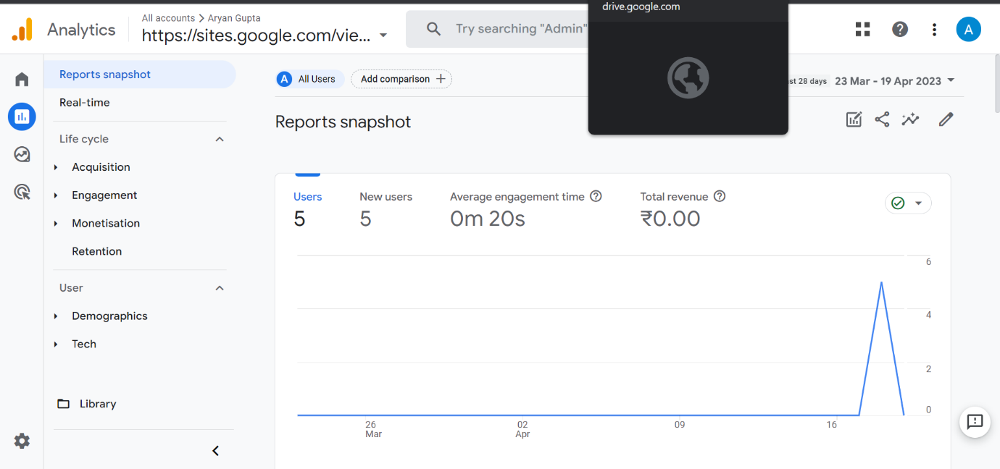 drive.google.com
Analytics
All accounts > Aryan Gupta
https://sites.google.com/vie...
Try searching "Admin"
A
Reports snapshot
Real-time
Life cycle
Acquisition
Engagement
Monetisation
Retention
User
Demographics
Tech
Library
A All Users
Add comparison +
28 days 23 Mar - 19 Apr 2023
Reports snapshot
Users
5
New users
5
Average engagement time
0m 20s
Total revenue
₹0.00
6
4
2
0
26
Mar
02
Apr
09
16